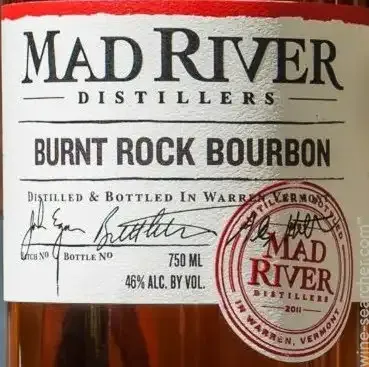 MAD RIVER
DISTILLERS
BURNT ROCK BOURBON
DISTILLED & BOTTLED IN WARREN, VERMONT
BATCH NO BOTTLE NO
750 ML
46% ALC. BY VOL.
MAD
RIVER
DISTILLERS
2011
IN WARREN, VERMONT
wine-searcher.com™